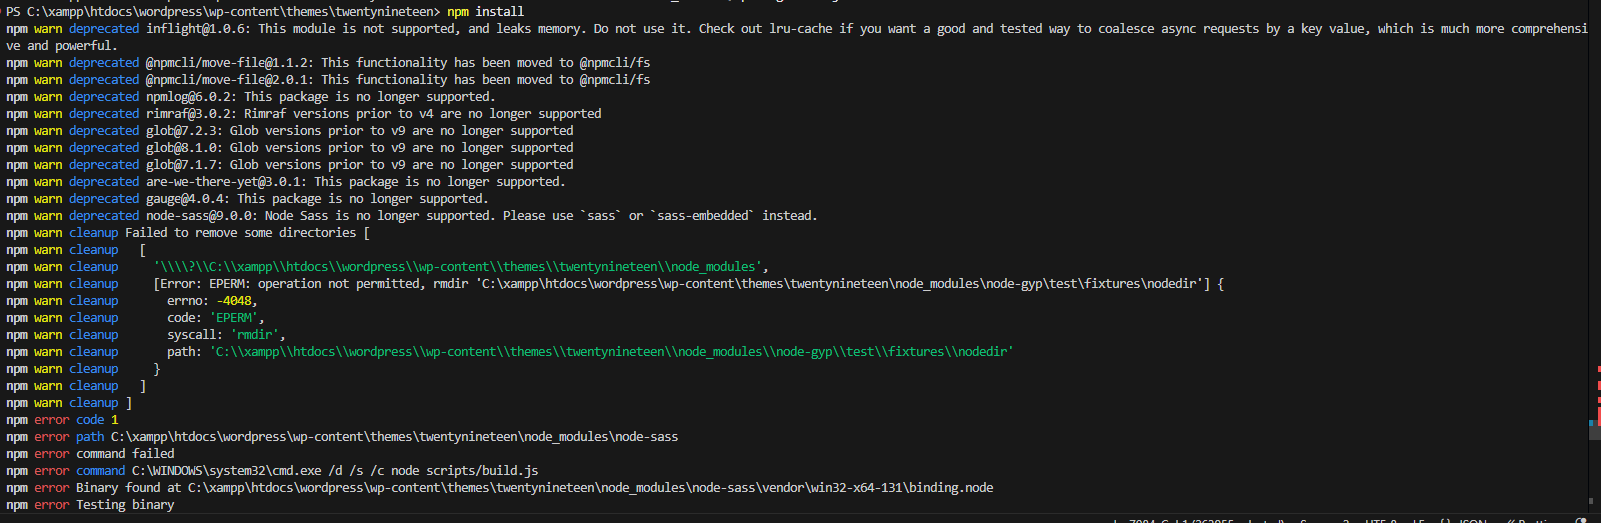 PS C:\xampp\htdocs\wordpress\wp-content\themes\twentynineteen> npm install
npm warn deprecated inflight@1.0.6: This module is not supported, and leaks memory. Do not use it. Check out lru-cache if you want a good and tested way to coalesce async requests by a key value, which is much more comprehensi
ve and powerful.
npm warn deprecated @npmcli/move-file@1.1.2: This functionality has been moved to @npmcli/fs
npm warn deprecated @npmcli/move-file@2.0.1: This functionality has been moved to @npmcli/fs
npm warn deprecated npmlog@6.0.2: This package is no longer supported.
npm warn deprecated rimraf@3.0.2: Rimraf versions prior to v4 are no longer supported
npm warn deprecated glob@7.2.3: Glob versions prior to v9 are no longer supported
npm warn deprecated glob@8.1.0: Glob versions prior to v9 are no longer supported
npm warn deprecated glob@7.1.7: Glob versions prior to v9 are no longer supported
npm warn deprecated are-we-there-yet@3.0.1: This package is no longer supported.
npm warn deprecated gauge@4.0.4: This package is no longer supported.
npm warn deprecated node-sass@9.0.0: Node Sass is no longer supported. Please use `sass` or `sass-embedded` instead.
npm warn cleanup Failed to remove some directories [
npm warn cleanup   [
npm warn cleanup     '\\\\?\\C:\\xampp\\htdocs\\wordpress\\wp-content\\themes\\twentynineteen\\node_modules',
npm warn cleanup     [Error: EPERM: operation not permitted, rmdir 'C:\xampp\htdocs\wordpress\wp-content\themes\twentynineteen\node_modules\node-gyp\test\fixtures\nodedir'] {
npm warn cleanup       errno: -4048,
npm warn cleanup       code: 'EPERM',
npm warn cleanup       syscall: 'rmdir',
npm warn cleanup       path: 'C:\\xampp\\htdocs\\wordpress\\wp-content\\themes\\twentynineteen\\node_modules\\node-gyp\\test\\fixtures\\nodedir'
npm warn cleanup     }
npm warn cleanup   ]
npm warn cleanup ]
npm error code 1
npm error path C:\xampp\htdocs\wordpress\wp-content\themes\twentynineteen\node_modules\node-sass
npm error command failed
npm error command C:\WINDOWS\system32\cmd.exe /d /s /c node scripts/build.js
npm error Binary found at C:\xampp\htdocs\wordpress\wp-content\themes\twentynineteen\node_modules\node-sass\vendor\win32-x64-131\binding.node
npm error Testing binary